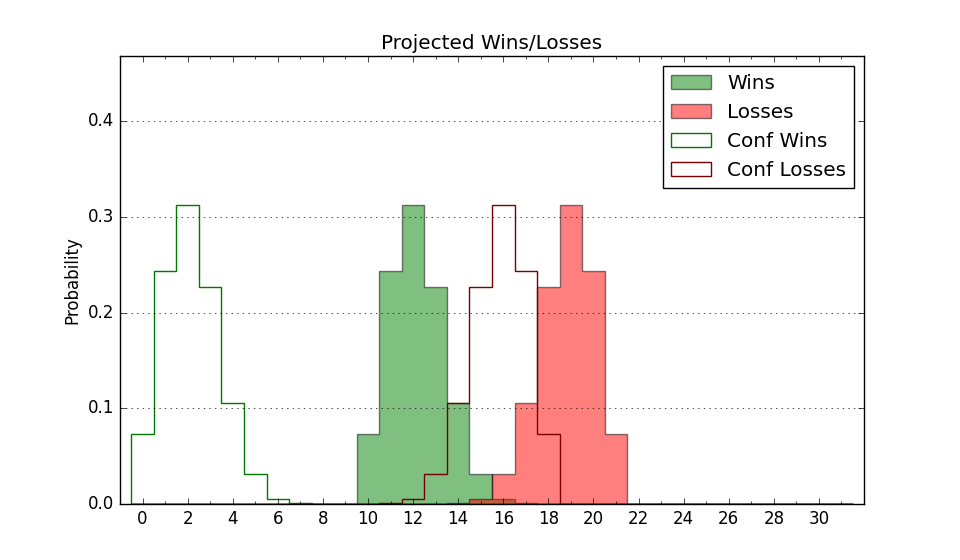 Projected Wins/Losses
Wins
Losses
Conf Wins
Conf Losses
Probability
0.4
0.3
0.2
0.1
0.0
0 2 4 6 8 10 12 14 16 18 20 22 24 26 28 30